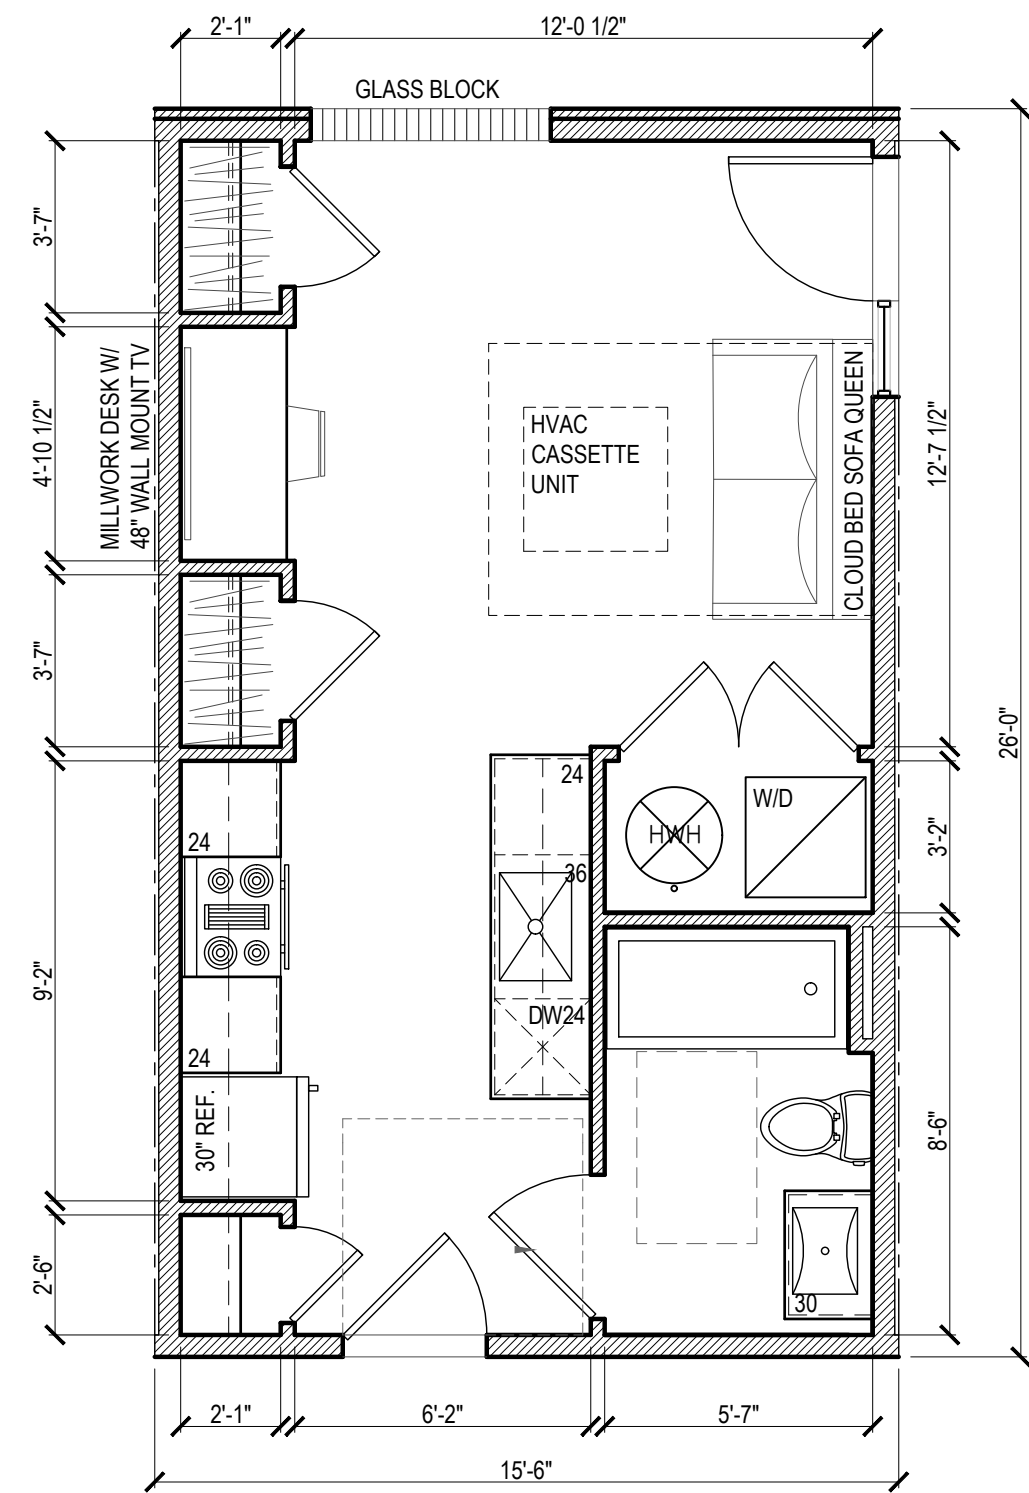 2'-1"
12'-0 1/2"
GLASS BLOCK
3'-7"
4'-10 1/2"
MILLWORK DESK W/
48" WALL MOUNT TV
HVAC
CASSETTE
UNIT
CLOUD BED SOFA QUEEN
12'-7 1/2"
26'-0"
3'-7"
24
24
36
HWH
W/D
3'-2"
9'-2"
DW24
24
30" REF.
8'-6"
2'-6"
30
2'-1"
6'-2"
5'-7"
15'-6"